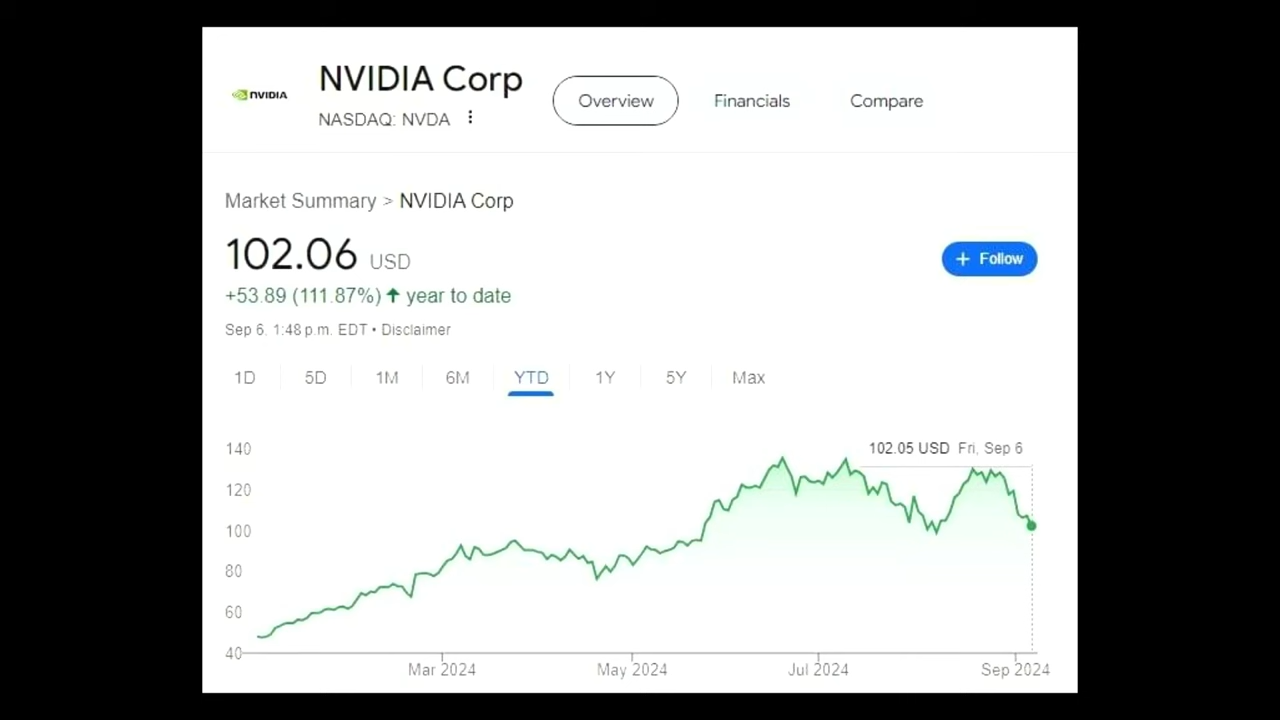 NVIDIA
NVIDIA Corp
NASDAQ: NVDA
Overview
Financials
Compare
Market Summary > NVIDIA Corp
102.06 USD
+ Follow
+53.89 (111.87%) ↑ year to date
Sep 6, 1:48 p.m. EDT • Disclaimer
1D 5D 1M 6M YTD 1Y 5Y Max
102.05 USD Fri, Sep 6
140
120
100
80
60
40
Mar 2024 May 2024 Jul 2024 Sep 2024